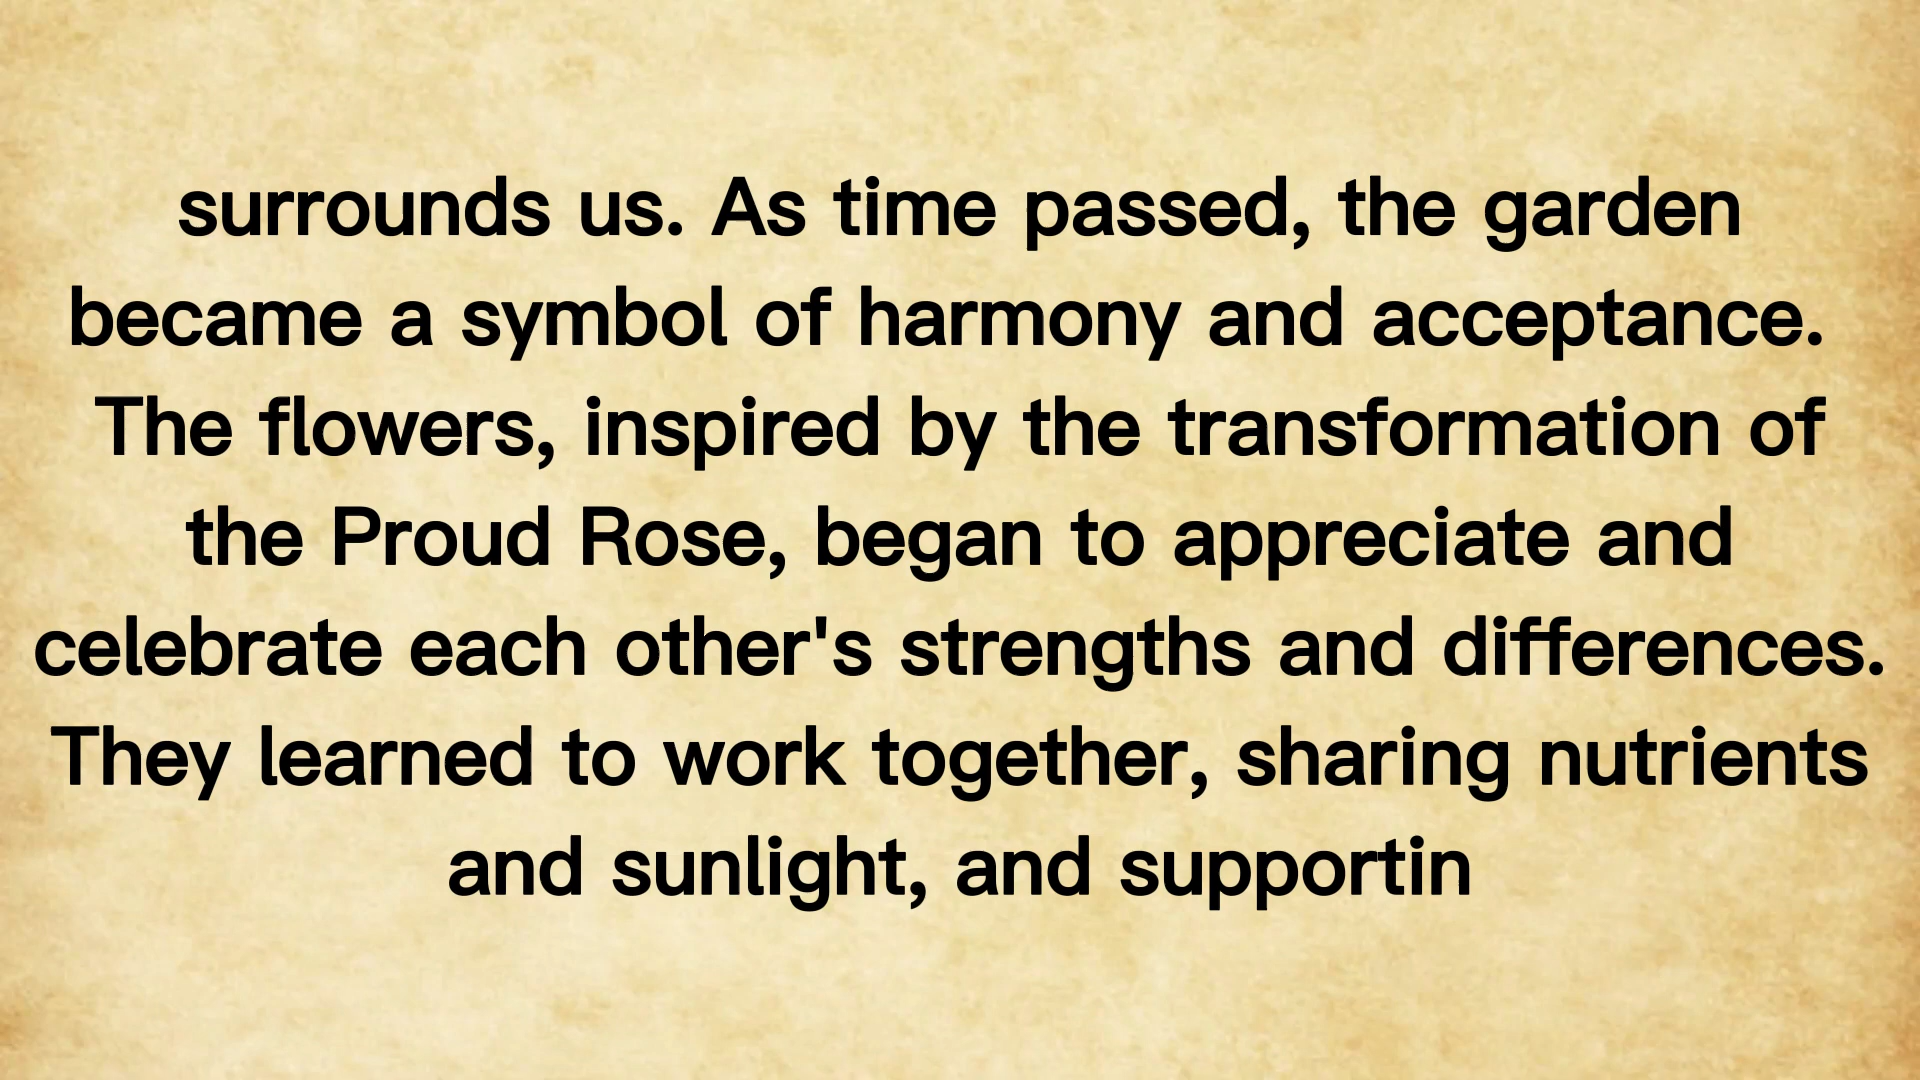 surrounds us. As time passed, the garden
became a symbol of harmony and acceptance.
The flowers, inspired by the transformation of
the Proud Rose, began to appreciate and
celebrate each other's strengths and differences.
They learned to work together, sharing nutrients
and sunlight, and supportin